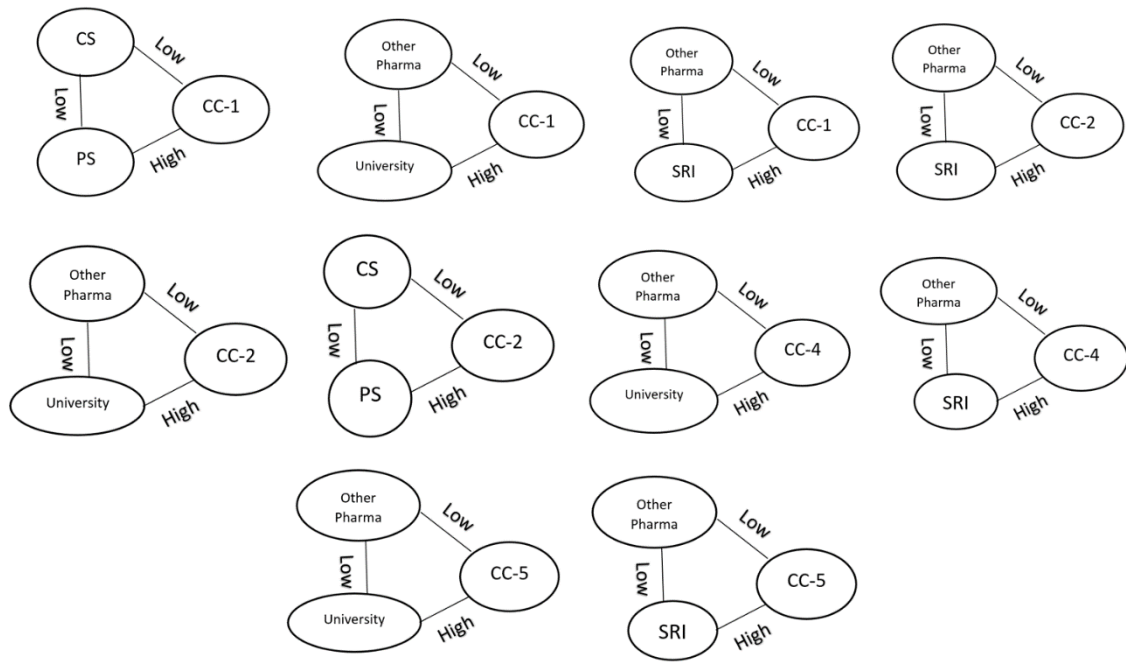 CS
Low
Low
CC-1
PS
High
Other
Pharma
Low
Low
CC-1
University
High
Other
Pharma
Low
Low
CC-1
SRI
High
Other
Pharma
Low
Low
CC-2
SRI
High
Other
Pharma
Low
Low
CC-2
University
High
CS
Low
Low
CC-2
PS
High
Other
Pharma
Low
Low
CC-4
University
High
Other
Pharma
Low
Low
CC-4
SRI
High
Other
Pharma
Low
Low
CC-5
University
High
Other
Pharma
Low
Low
CC-5
SRI
High